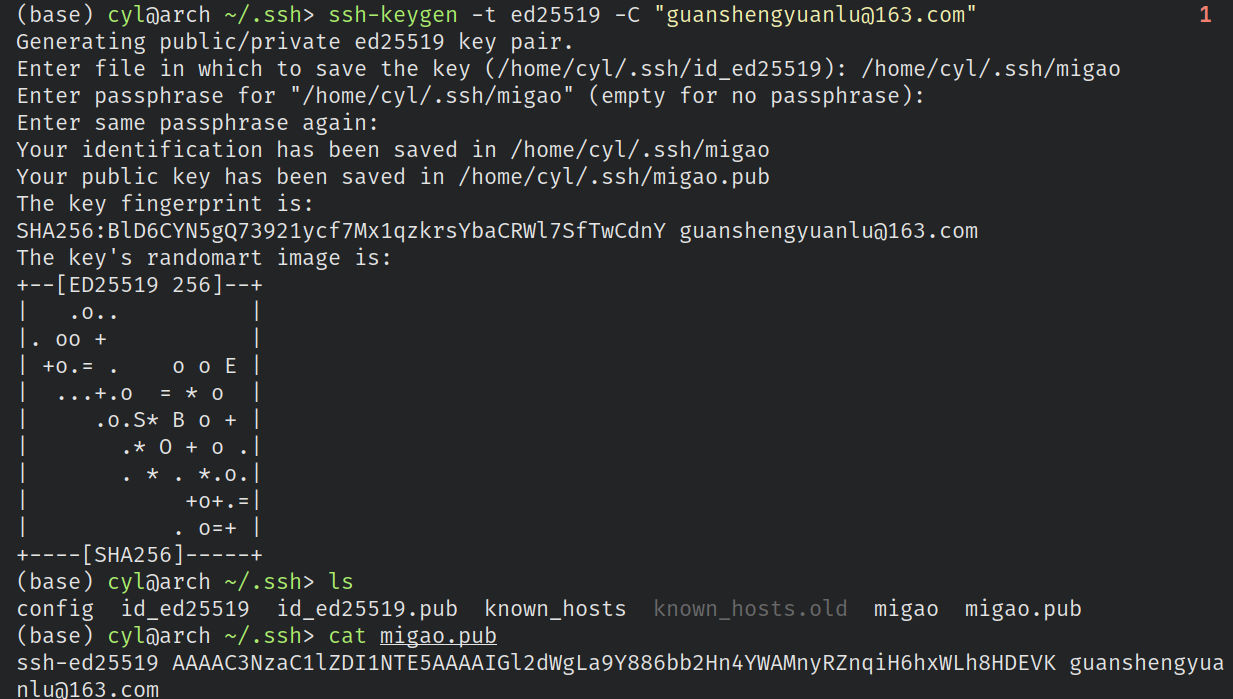 (base) cyl@arch ~/.ssh> ssh-keygen -t ed25519 -C "guanshengyuanlu@163.com" 1
Generating public/private ed25519 key pair.
Enter file in which to save the key (/home/cyl/.ssh/id_ed25519): /home/cyl/.ssh/migao
Enter passphrase for "/home/cyl/.ssh/migao" (empty for no passphrase):
Enter same passphrase again:
Your identification has been saved in /home/cyl/.ssh/migao
Your public key has been saved in /home/cyl/.ssh/migao.pub
The key fingerprint is:
SHA256:BlD6CYN5gQ73921ycf7Mx1qzkrsYbaCRWl7SfTwCdnY guanshengyuanlu@163.com
The key's randomart image is:
+--[ED25519 256]--+
|   .o..          |
|. oo +           |
| +o.= .    o o E |
|  ...+.o  = * o  |
|     .o.S* B o + |
|       .* O + o .|
|       . * . *.o.|
|            +o+.=|
|           . o=+ |
+----[SHA256]-----+
(base) cyl@arch ~/.ssh> ls
config  id_ed25519  id_ed25519.pub  known_hosts  known_hosts.old  migao  migao.pub
(base) cyl@arch ~/.ssh> cat migao.pub
ssh-ed25519 AAAAC3NzaC1lZDI1NTE5AAAAIGl2dWgLa9Y886bb2Hn4YWAMnyRZnqiH6hxWLh8HDEVK guanshengyua
nlu@163.com